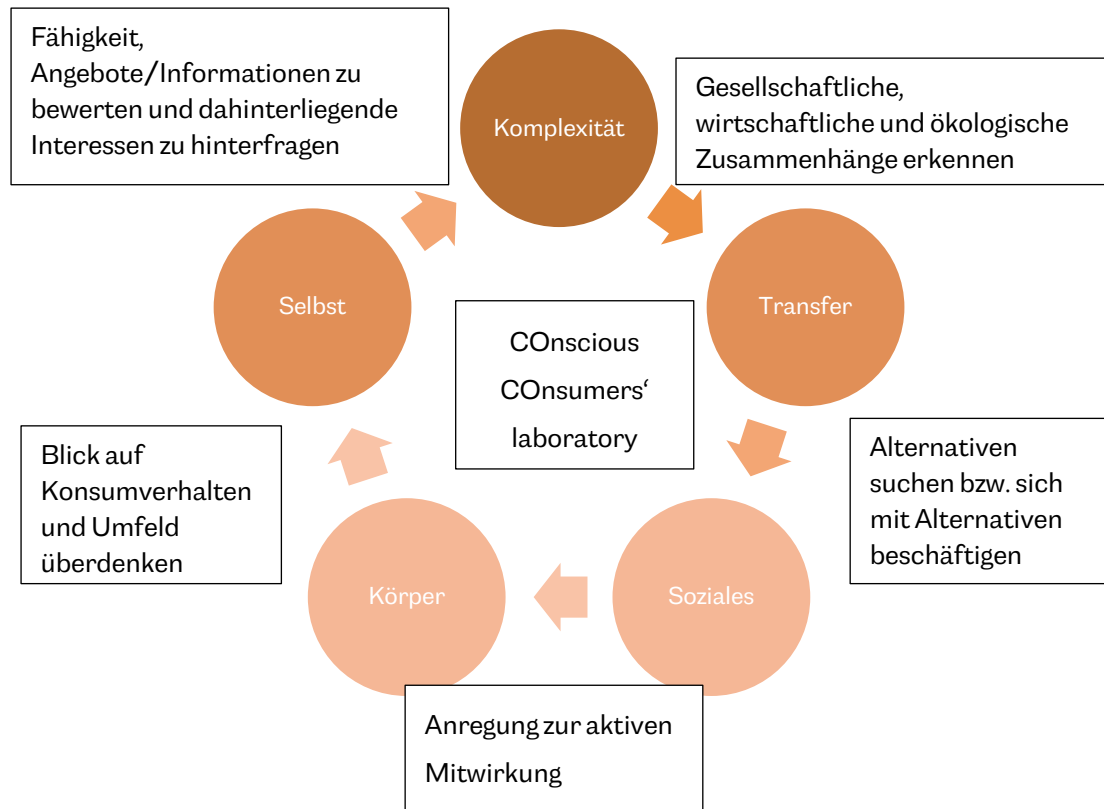 Fähigkeit,
Angebote/Informationen zu
bewerten und dahinterliegende
Interessen zu hinterfragen
Komplexität
Gesellschaftliche,
wirtschaftliche und ökologische
Zusammenhänge erkennen
Selbst
Transfer
COnscious
COnsumers‘
laboratory
Blick auf
Konsumverhalten
und Umfeld
überdenken
Alternativen
suchen bzw. sich
mit Alternativen
beschäftigen
Körper
Soziales
Anregung zur aktiven
Mitwirkung